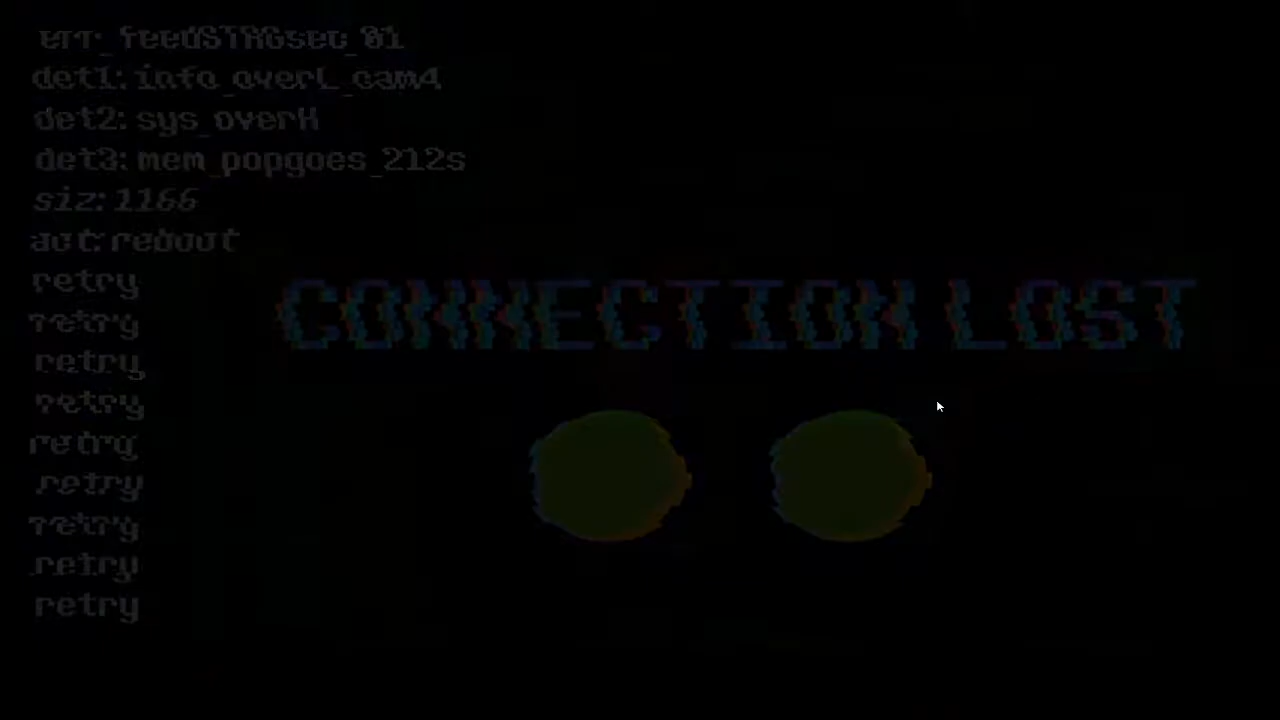 err: feedSTRGsec_01
det1: info_overL_cam4
det2: sys_overH
det3: mem_popgoes_212s
siz: 1166
act: reboot
retry
retry
retry
retry
retry
retry
retry
retry
retry
CONNECTION LOST